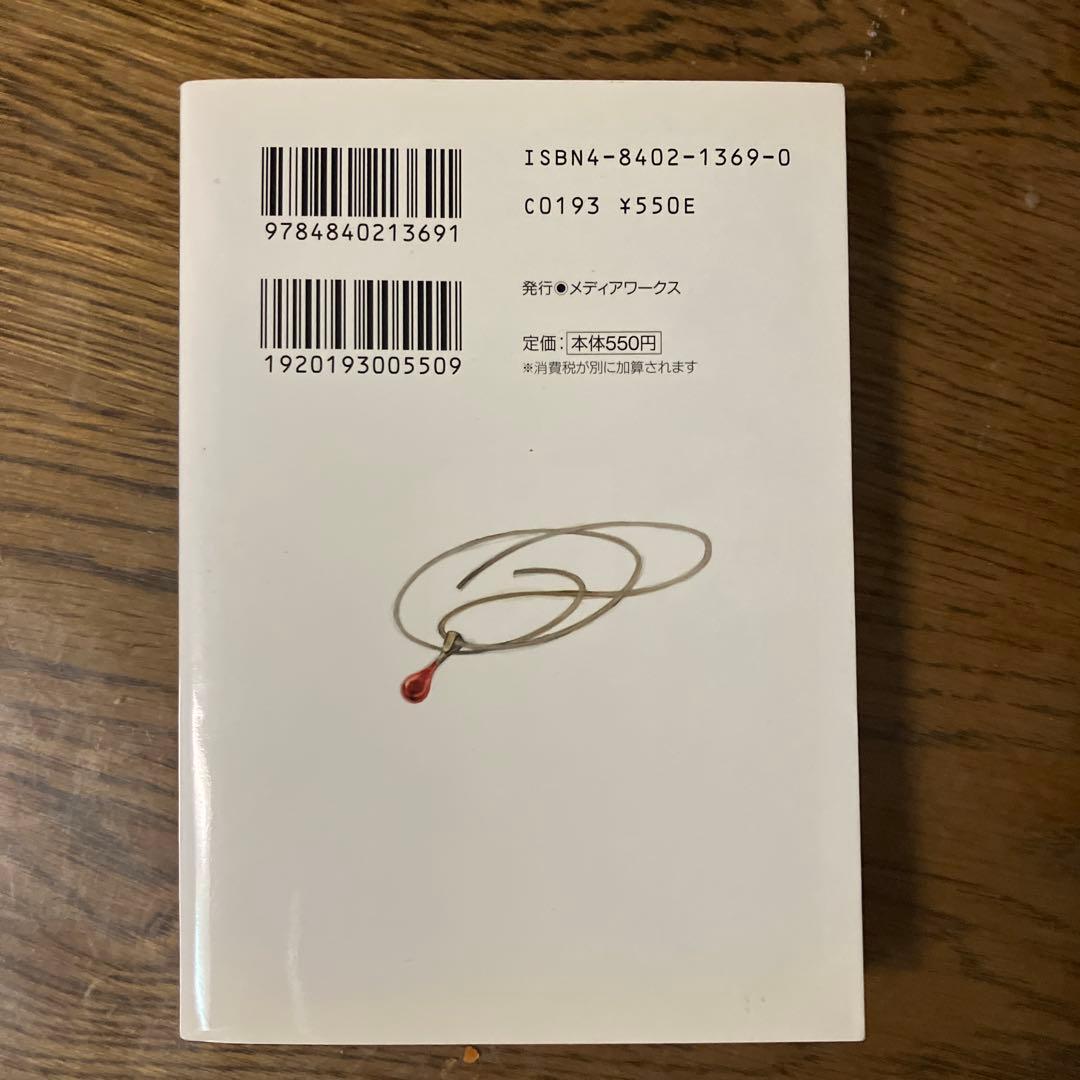 ISBN4-8402-1369-0
C0193 ¥550E
9784840213691
発行◉メディアワークス
定価：本体550円
※消費税が別に加算されます
1920193005509